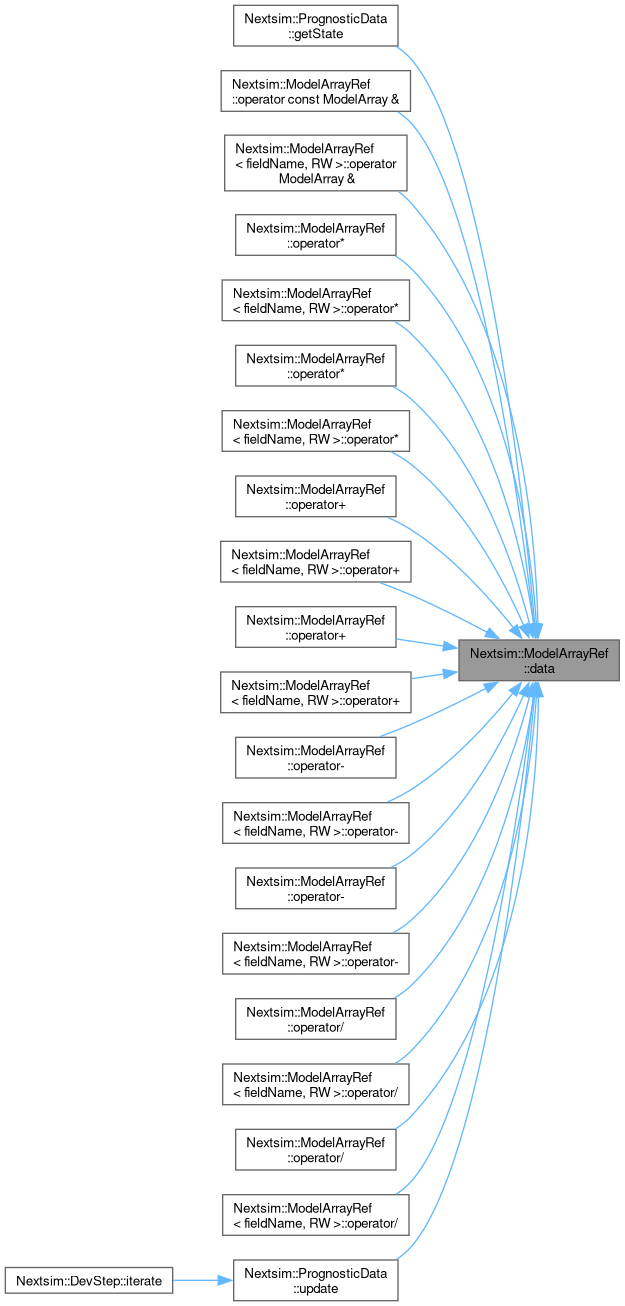 Nextsim::PrognosticData
::getState
Nextsim::ModelArrayRef
::operator const ModelArray &
Nextsim::ModelArrayRef
< fieldName, RW >::operator
ModelArray &
Nextsim::ModelArrayRef
::operator*
Nextsim::ModelArrayRef
< fieldName, RW >::operator*
Nextsim::ModelArrayRef
::operator*
Nextsim::ModelArrayRef
< fieldName, RW >::operator*
Nextsim::ModelArrayRef
::operator+
Nextsim::ModelArrayRef
< fieldName, RW >::operator+
Nextsim::ModelArrayRef
::operator+
Nextsim::ModelArrayRef
< fieldName, RW >::operator+
Nextsim::ModelArrayRef
::operator-
Nextsim::ModelArrayRef
< fieldName, RW >::operator-
Nextsim::ModelArrayRef
::operator-
Nextsim::ModelArrayRef
< fieldName, RW >::operator-
Nextsim::ModelArrayRef
::operator/
Nextsim::ModelArrayRef
< fieldName, RW >::operator/
Nextsim::ModelArrayRef
::operator/
Nextsim::ModelArrayRef
< fieldName, RW >::operator/
Nextsim::PrognosticData
::update
Nextsim::DevStep::iterate
Nextsim::ModelArrayRef
::data